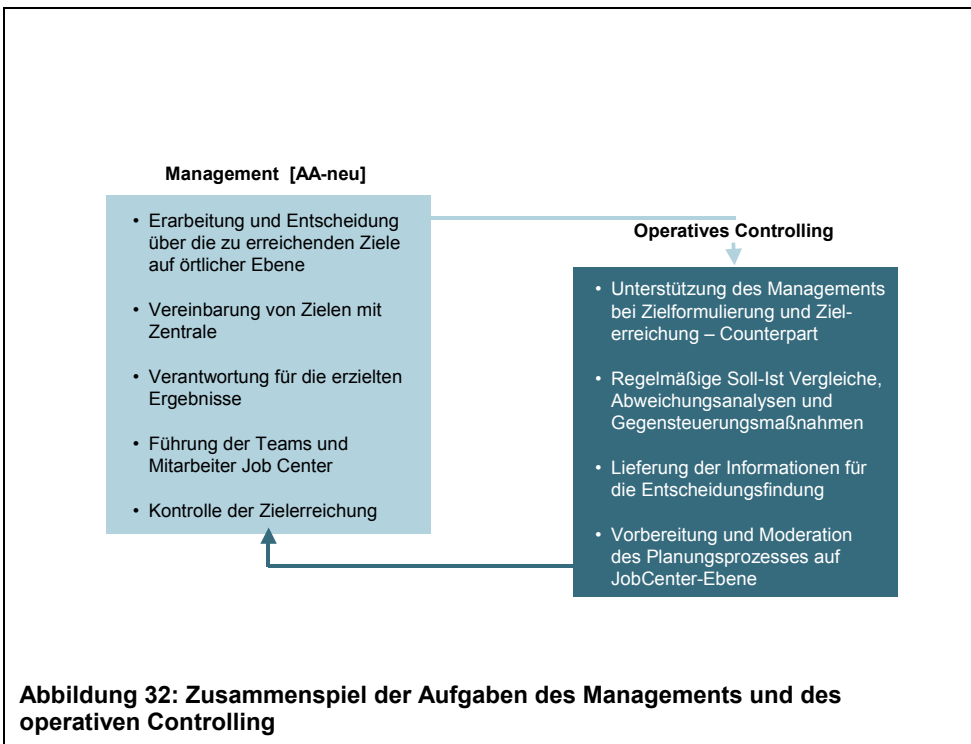 Management [AA-neu]
• Erarbeitung und Entscheidung
über die zu erreichenden Ziele
auf örtlicher Ebene
• Vereinbarung von Zielen mit
Zentrale
• Verantwortung für die erzielten
Ergebnisse
• Führung der Teams und
Mitarbeiter Job Center
• Kontrolle der Zielerreichung
Operatives Controlling
• Unterstützung des Managements
bei Zielformulierung und Ziel-
erreichung – Counterpart
• Regelmäßige Soll-Ist Vergleiche,
Abweichungsanalysen und
Gegensteuerungsmaßnahmen
• Lieferung der Informationen für
die Entscheidungsfindung
• Vorbereitung und Moderation
des Planungsprozesses auf
JobCenter-Ebene
Abbildung 32: Zusammenspiel der Aufgaben des Managements und des
operativen Controlling